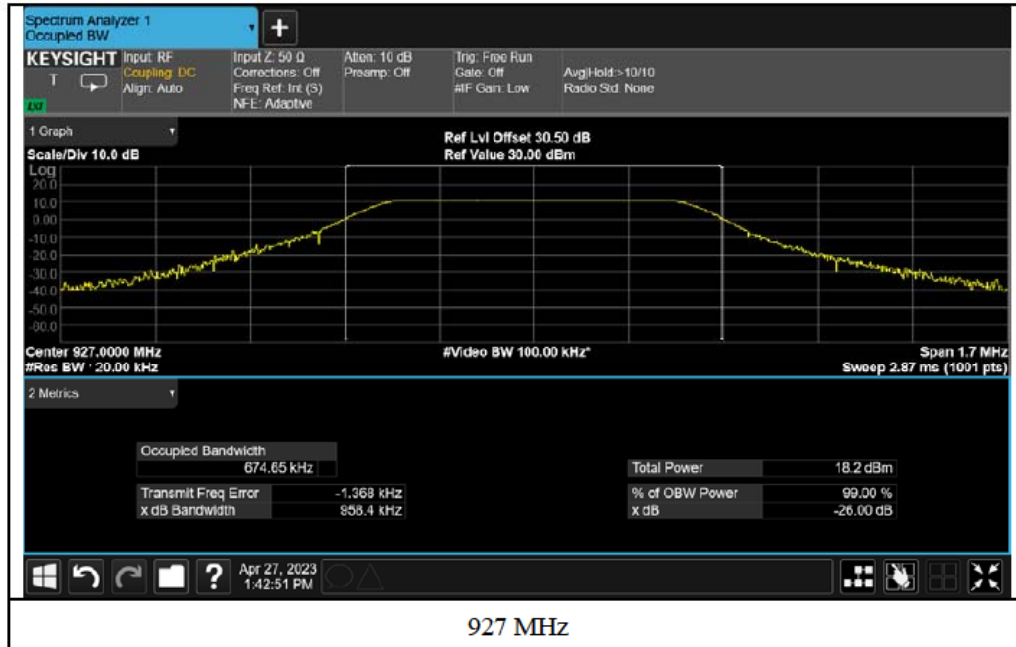 Spectrum Analyzer 1
Occupied BW
+
KEYSIGHT
T
LXI
Input: RF
Coupling: DC
Align: Auto
Input Z: 50 Ω
Corrections: Off
Freq Ref: Int (S)
NFE: Adaptive
Atten: 10 dB
Preamp: Off
Trig: Free Run
Gate: Off
#IF Gain: Low
Avg|Hold:>10/10
Radio Std: None
1 Graph
Scale/Div 10.0 dB
Ref Lvl Offset 30.50 dB
Ref Value 30.00 dBm
Log
20.0
10.0
0.00
-10.0
-20.0
-30.0
-40.0
-50.0
-60.0
Center 927.0000 MHz
#Video BW 100.00 kHz*
Span 1.7 MHz
#Res BW 20.00 kHz
Sweep 2.87 ms (1001 pts)
2 Metrics
Occupied Bandwidth
674.65 kHz
Total Power 18.2 dBm
Transmit Freq Error -1.368 kHz
% of OBW Power 99.00 %
x dB Bandwidth 958.4 kHz
x dB -26.00 dB
?
Apr 27, 2023
1:42:51 PM
927 MHz